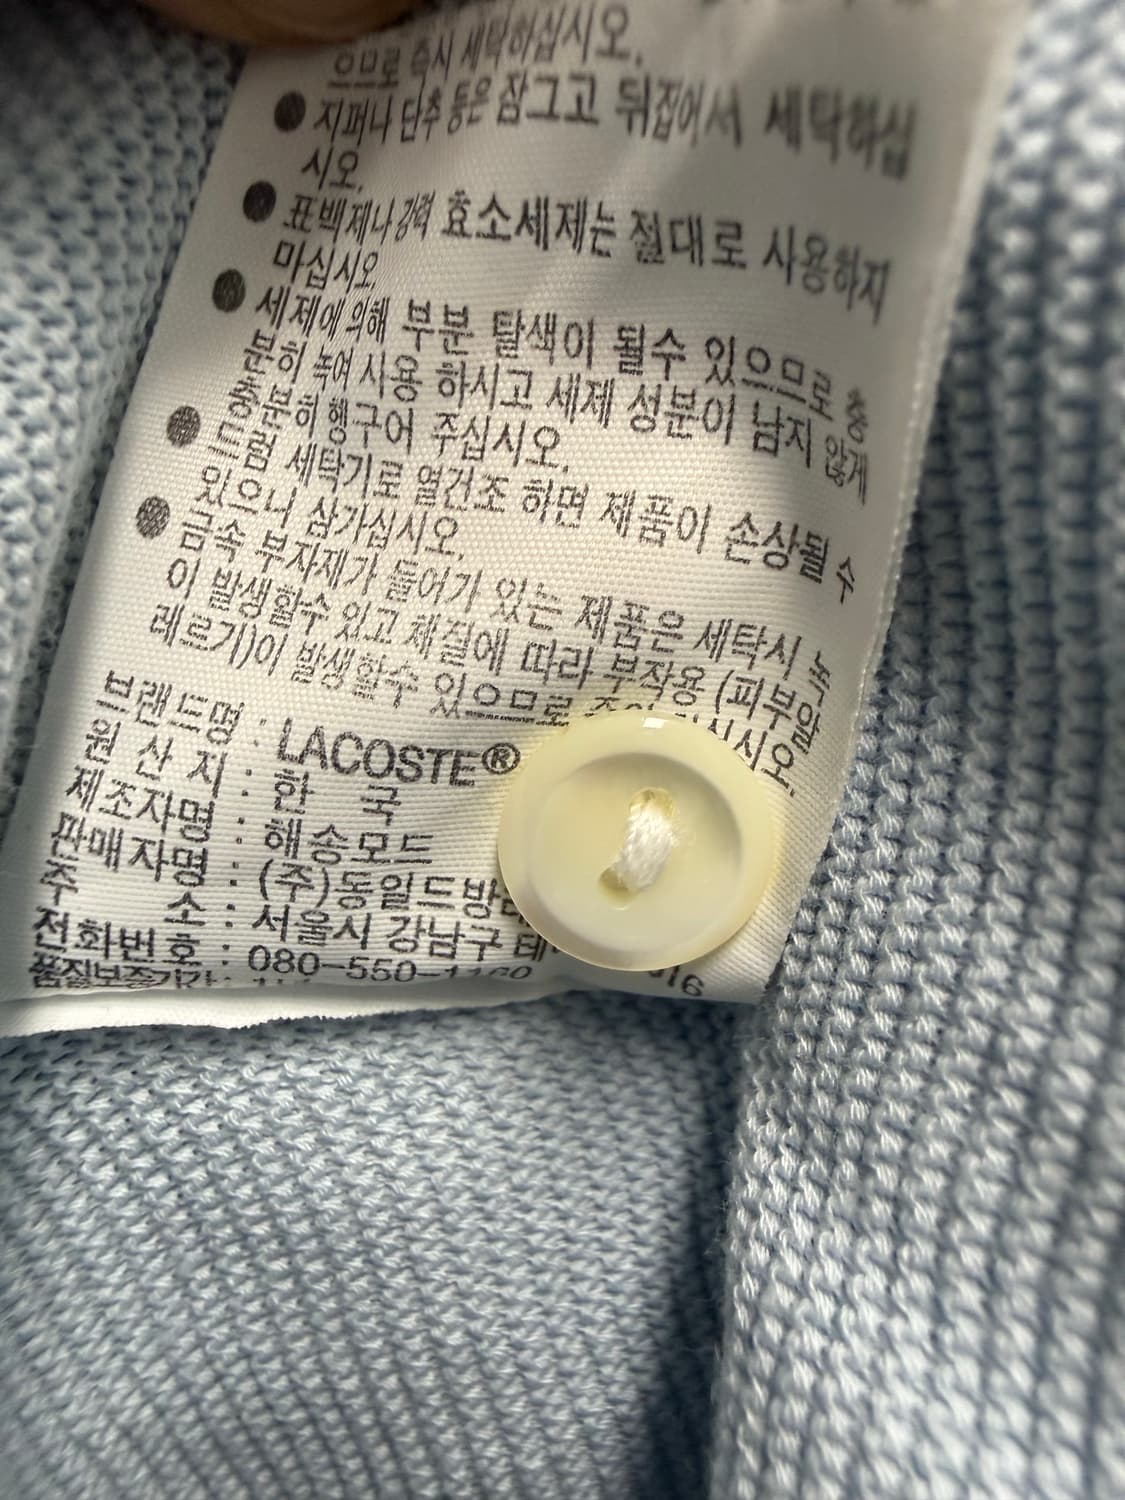 으므로 즉시 세탁하십시오.
● 지퍼나 단추 등은 잠그고 뒤집어서 세탁하십
시오.
● 표백제나 강력 효소세제는 절대로 사용하지
마십시오.
● 세제에 의해 부분 탈색이 될수 있으므로 충
분히 녹여 사용 하시고 세제 성분이 남지 않게
충분히 헹구어 주십시오.
● 드럼 세탁기로 열건조 하면 제품이 손상될 수
있으니 삼가십시오.
● 금속 부자재가 들어가 있는 제품은 세탁시 녹
이 발생할수 있고 체질에 따라 부작용 (피부알
레르기)이 발생할수 있으므로 십시오.
브랜드명 : LACOSTE®
원 산 지 : 한 국
제조자명 : 해송모드
판매자명 : (주)동일드방
주 소 : 서울시 강남구 테 16
전화번호 : 080-550-1160
품질보증기간 :